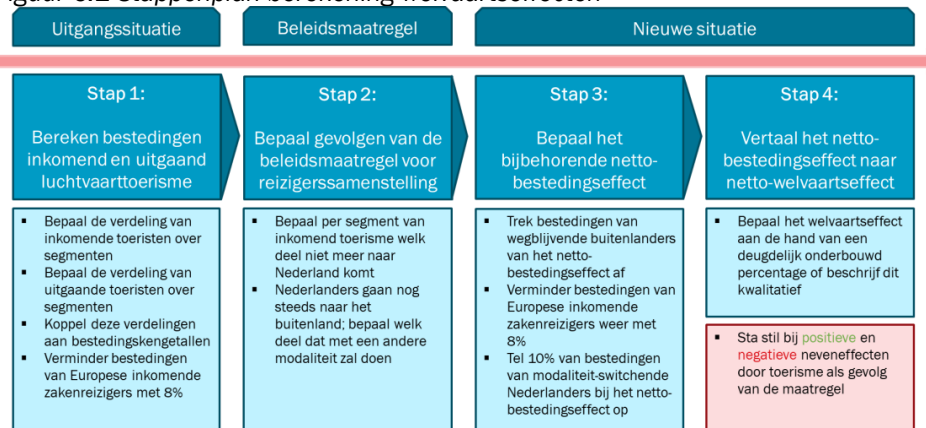 Uitgangssituatie
Beleidsmaatregel
Nieuwe situatie
Stap 1:
Bereken bestedingen
inkomend en uitgaand
luchtvaarttoerisme
Stap 2:
Bepaal gevolgen van de
beleidsmaatregel voor
reizigerssamenstelling
Stap 3:
Bepaal het
bijbehorende netto-
bestedingseffect
Stap 4:
Vertaal het netto-
bestedingseffect naar
netto-welvaartseffect
▪ Bepaal de verdeling van
inkomende toeristen over
segmenten
▪ Bepaal de verdeling van
uitgaande toeristen over
segmenten
▪ Koppel deze verdelingen
aan bestedingskengetallen
▪ Verminder bestedingen
van Europese inkomende
zakenreizigers met 8%
▪ Bepaal per segment van
inkomend toerisme welk
deel niet meer naar
Nederland komt
▪ Nederlanders gaan nog
steeds naar het
buitenland; bepaal welk
deel dat met een andere
modaliteit zal doen
▪ Trek bestedingen van
wegblijvende buitenlanders
van het netto-
bestedingseffect af
▪ Verminder bestedingen van
Europese inkomende
zakenreizigers weer met
8%
▪ Tel 10% van bestedingen
van modaliteit-switchende
Nederlanders bij het netto-
bestedingseffect op
▪ Bepaal het welvaartseffect
aan de hand van een
deugdelijk onderbouwd
percentage of beschrijf dit
kwalitatief
▪ Sta stil bij positieve en
negatieve neveneffecten
door toerisme als gevolg
van de maatregel